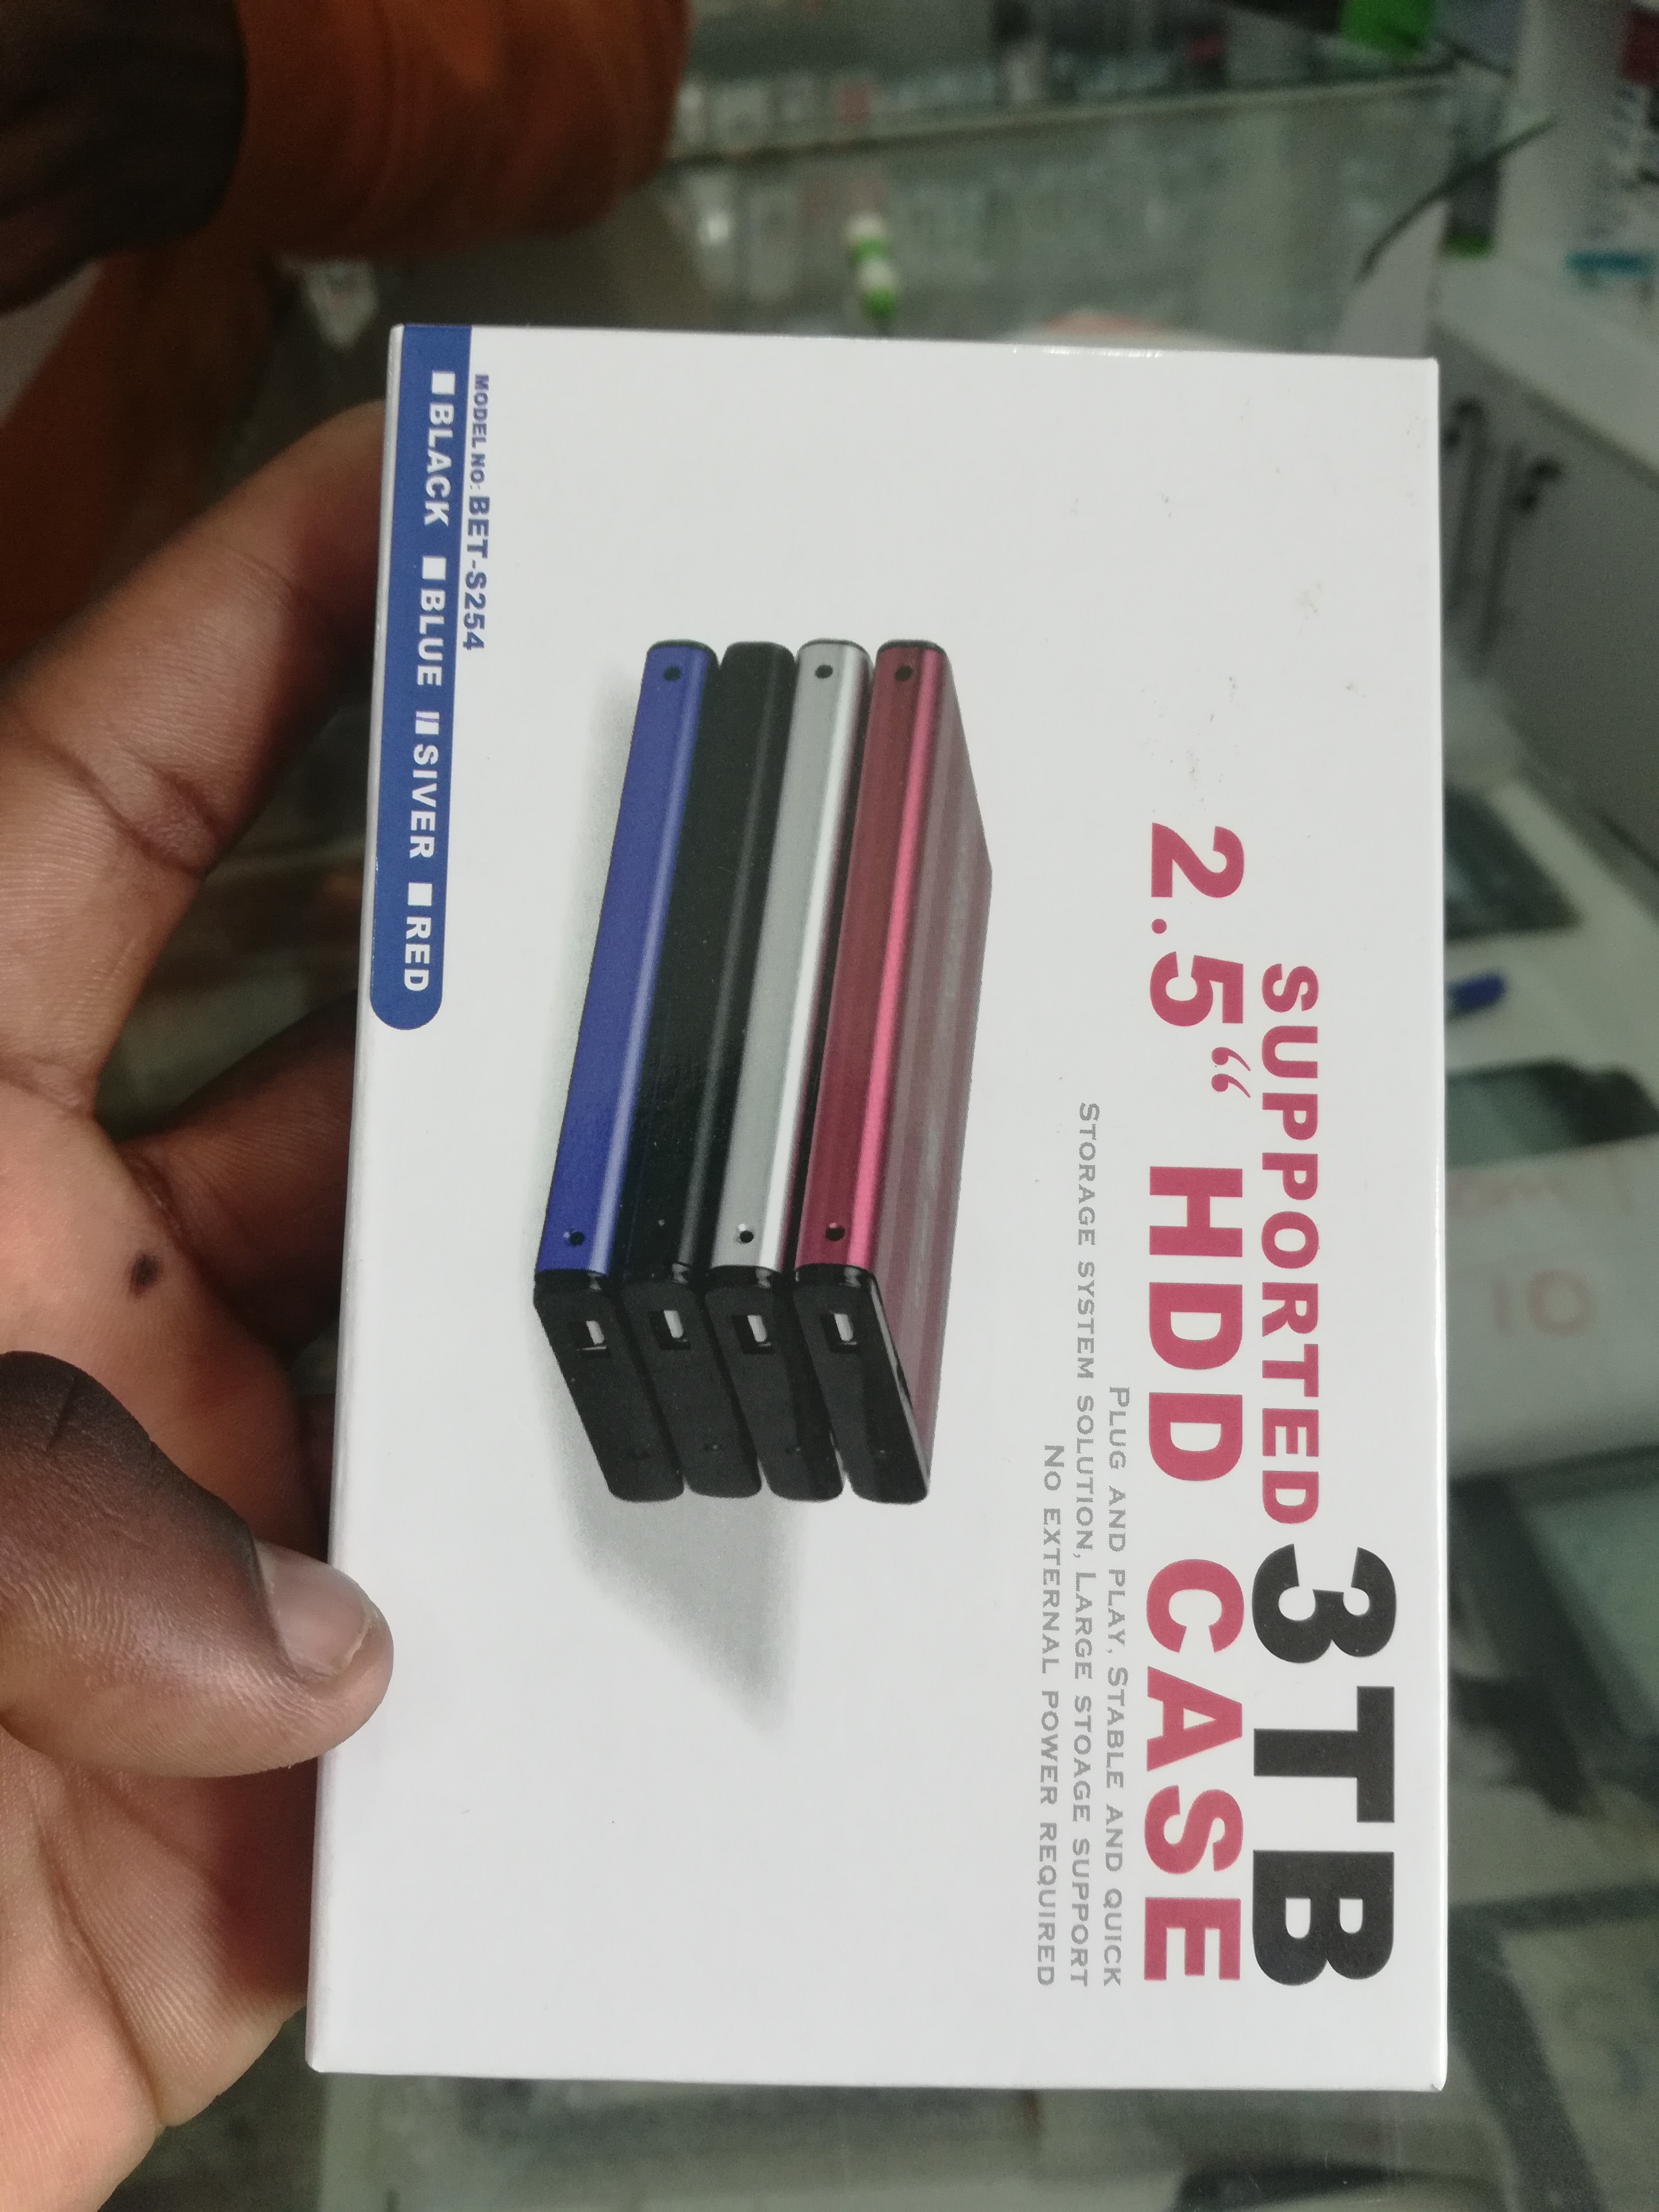 SUPPORTED 3TB
2.5“ HDD CASE
PLUG AND PLAY, STABLE AND QUICK
STORAGE SYSTEM SOLUTION, LARGE STOAGE SUPPORT
NO EXTERNAL POWER REQUIRED
MODEL NO: BET-S254
BLACK BLUE SIVER RED